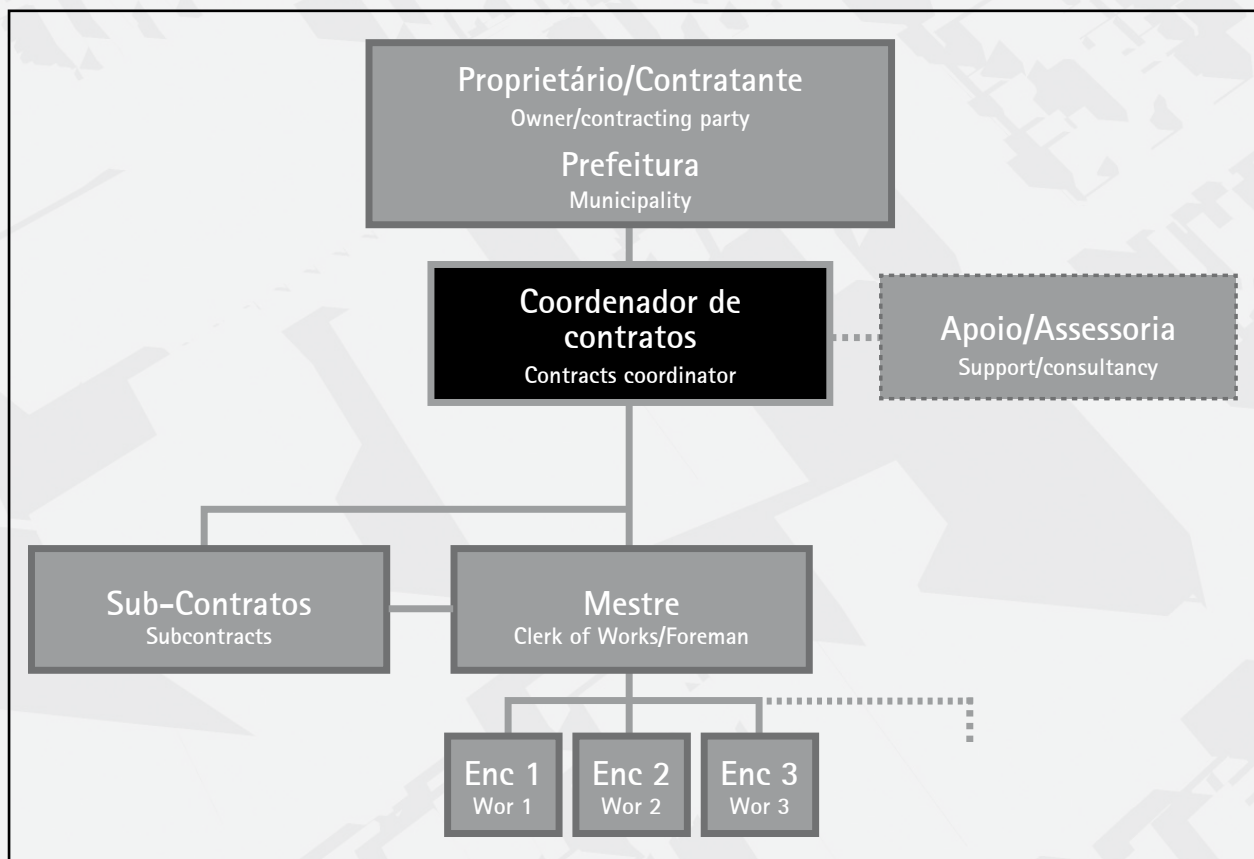 Proprietário/Contratante
Owner/contracting party
Prefeitura
Municipality
Coordenador de
contratos
Contracts coordinator
Apoio/Assessoria
Support/consultancy
Sub-Contratos
Subcontracts
Mestre
Clerk of Works/Foreman
Enc 1
Wor 1
Enc 2
Wor 2
Enc 3
Wor 3